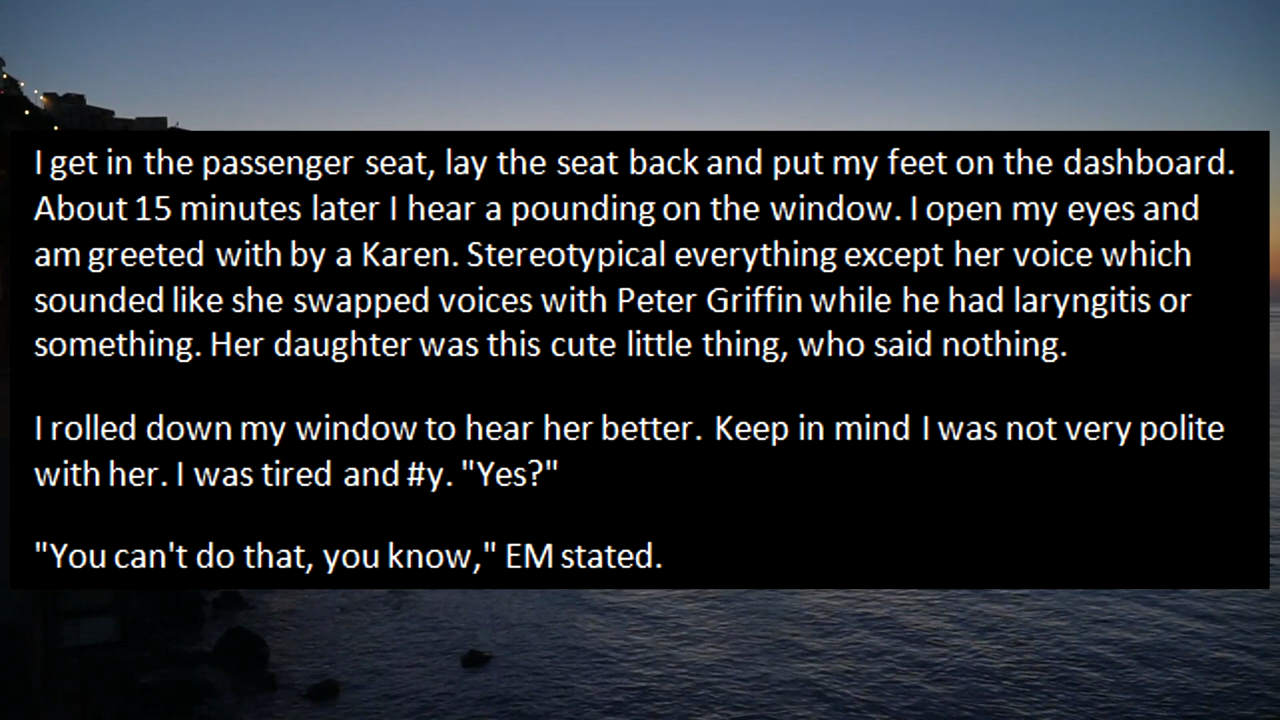 I get in the passenger seat, lay the seat back and put my feet on the dashboard.
About 15 minutes later I hear a pounding on the window. I open my eyes and
am greeted with by a Karen. Stereotypical everything except her voice which
sounded like she swapped voices with Peter Griffin while he had laryngitis or
something. Her daughter was this cute little thing, who said nothing.
I rolled down my window to hear her better. Keep in mind I was not very polite
with her. I was tired and #y. "Yes?"
"You can't do that, you know," EM stated.